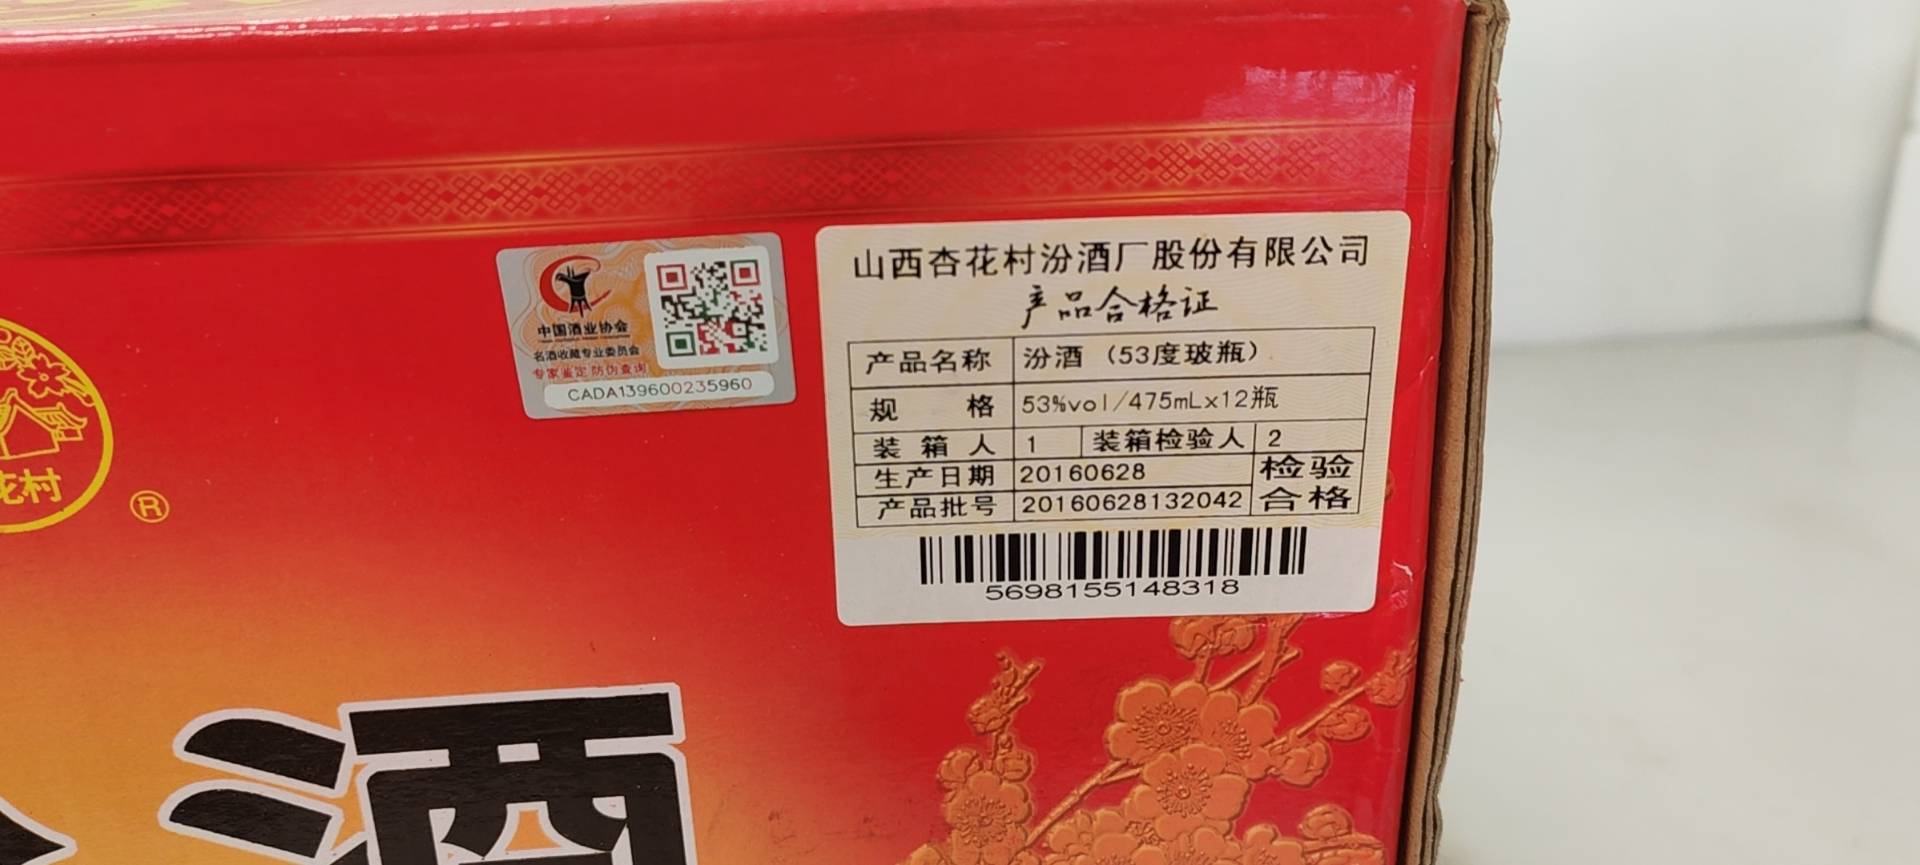 山西杏花村汾酒厂股份有限公司
产品合格证
产品名称 汾酒（53度玻瓶）
规 格 53%vol/475mLx12瓶
装箱人 1 装箱检验人 2
生产日期 20160628 检验
产品批号 20160628132042 合格
5698155148318
中国酒业协会
名酒收藏专业委员会
专家鉴定 防伪查询
CADA139600235960
花村
®
酒